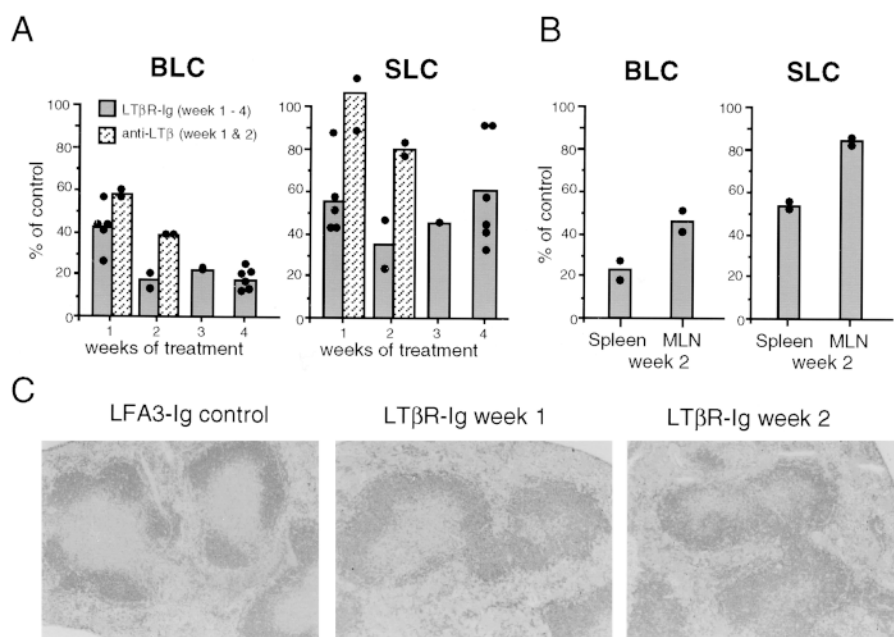 A
BLC
SLC
% of control
100
80
60
40
20
0
LTβR-Ig (week 1 - 4)
anti-LTβ (week 1 & 2)
1 2 3 4
weeks of treatment
100
80
60
40
20
0
1 2 3 4
weeks of treatment
B
BLC
SLC
% of control
100
80
60
40
20
0
Spleen MLN
week 2
100
80
60
40
20
0
Spleen MLN
week 2
C
LFA3-Ig control
LTβR-Ig week 1
LTβR-Ig week 2